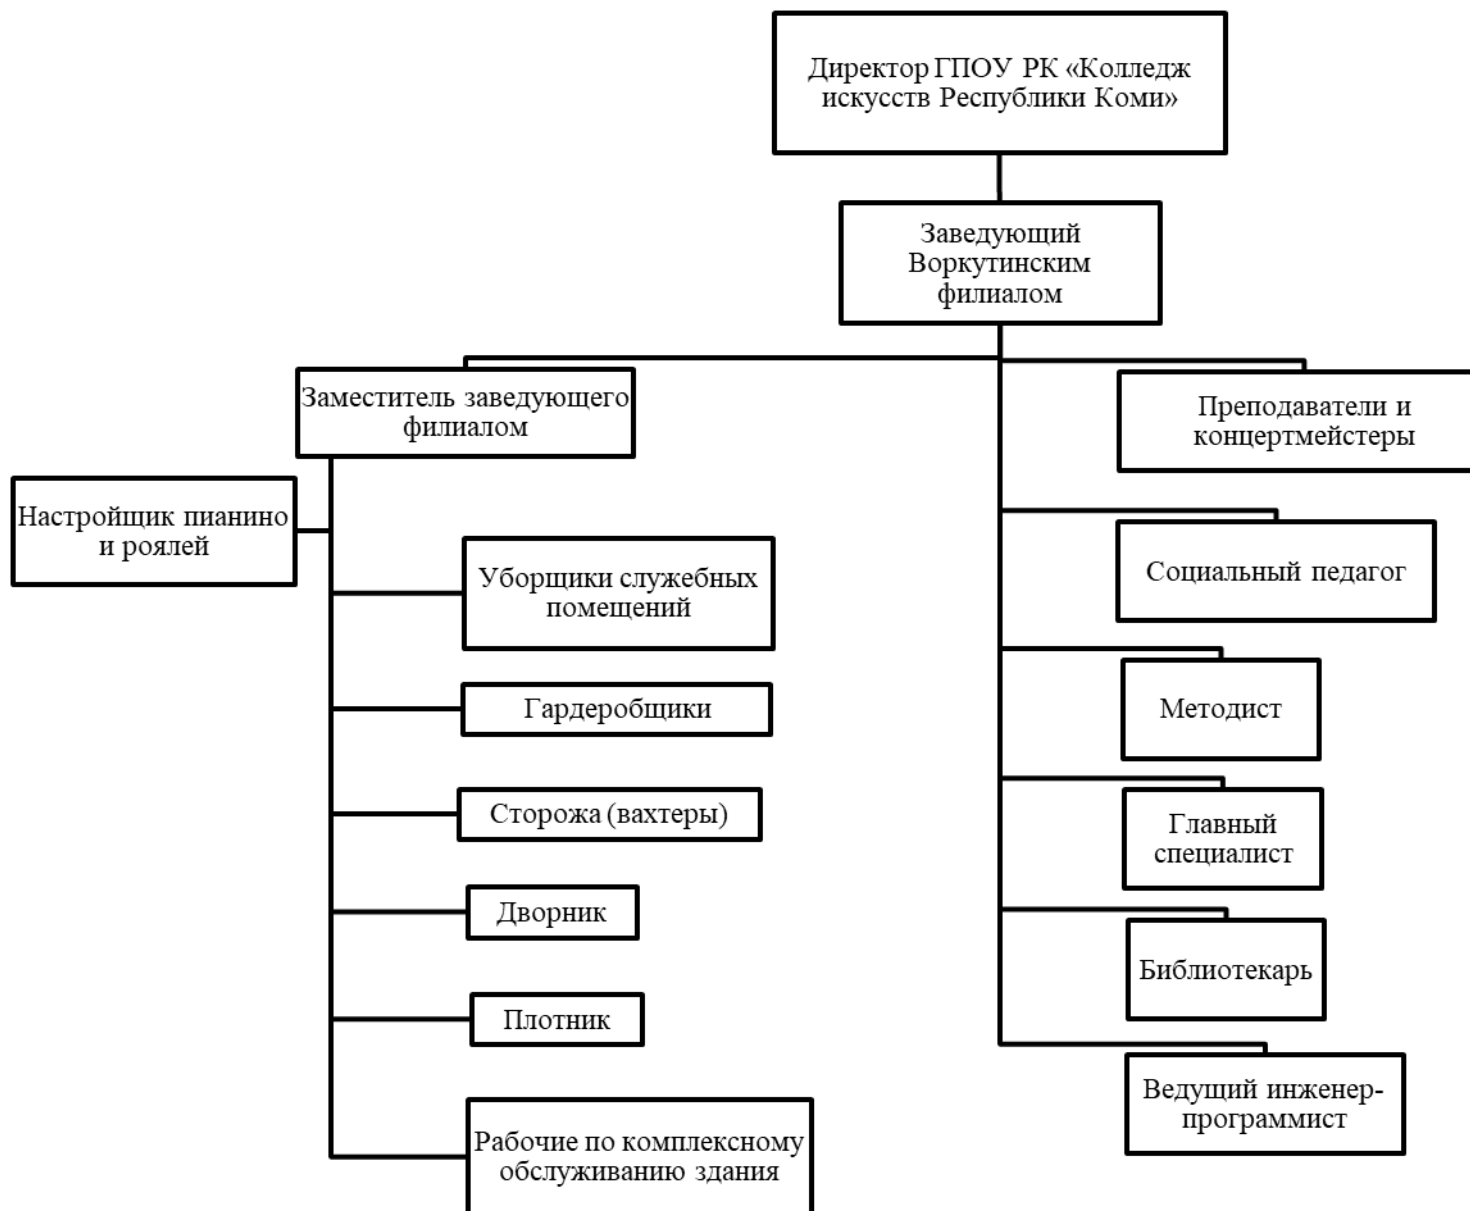 Директор ГПОУ РК «Колледж
искусств Республики Коми»
Заведующий
Воркутинским
филиалом
Заместитель заведующего
филиалом
Настройщик пианино
и роялей
Уборщики служебных
помещений
Гардеробщики
Сторожа (вахтеры)
Дворник
Плотник
Рабочие по комплексному
обслуживанию здания
Преподаватели и
концертмейстеры
Социальный педагог
Методист
Главный
специалист
Библиотекарь
Ведущий инженер-
программист